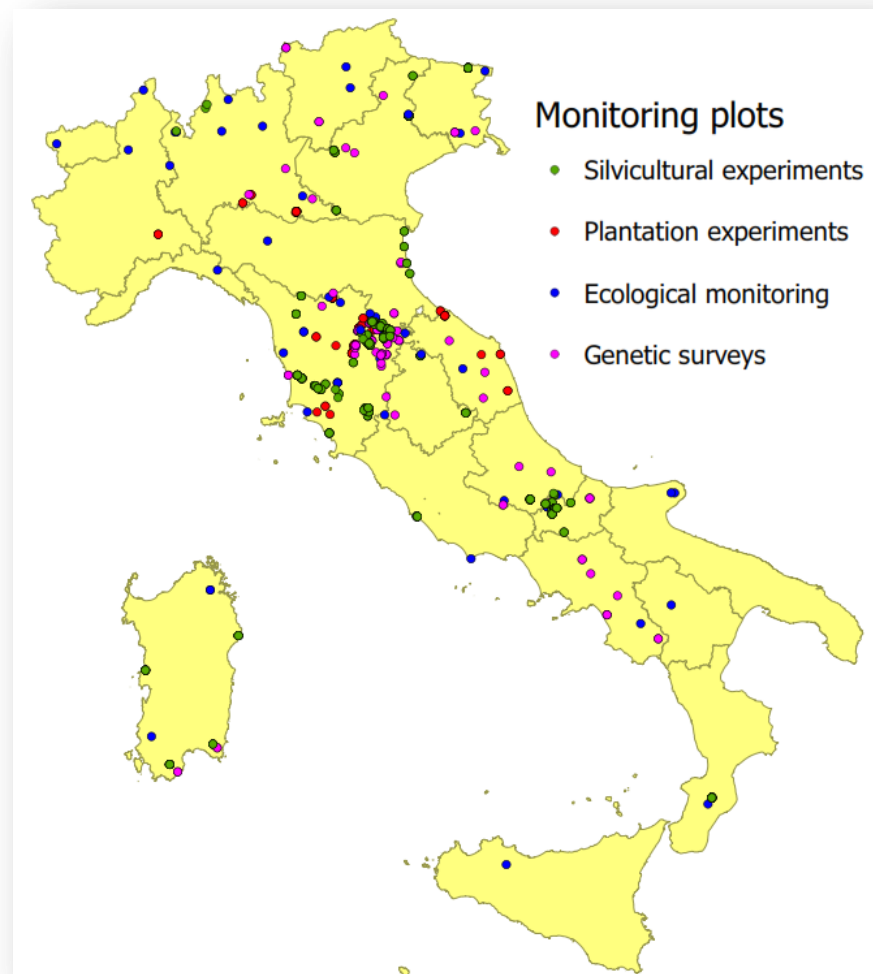 Monitoring plots
Silvicultural experiments
Plantation experiments
Ecological monitoring
Genetic surveys